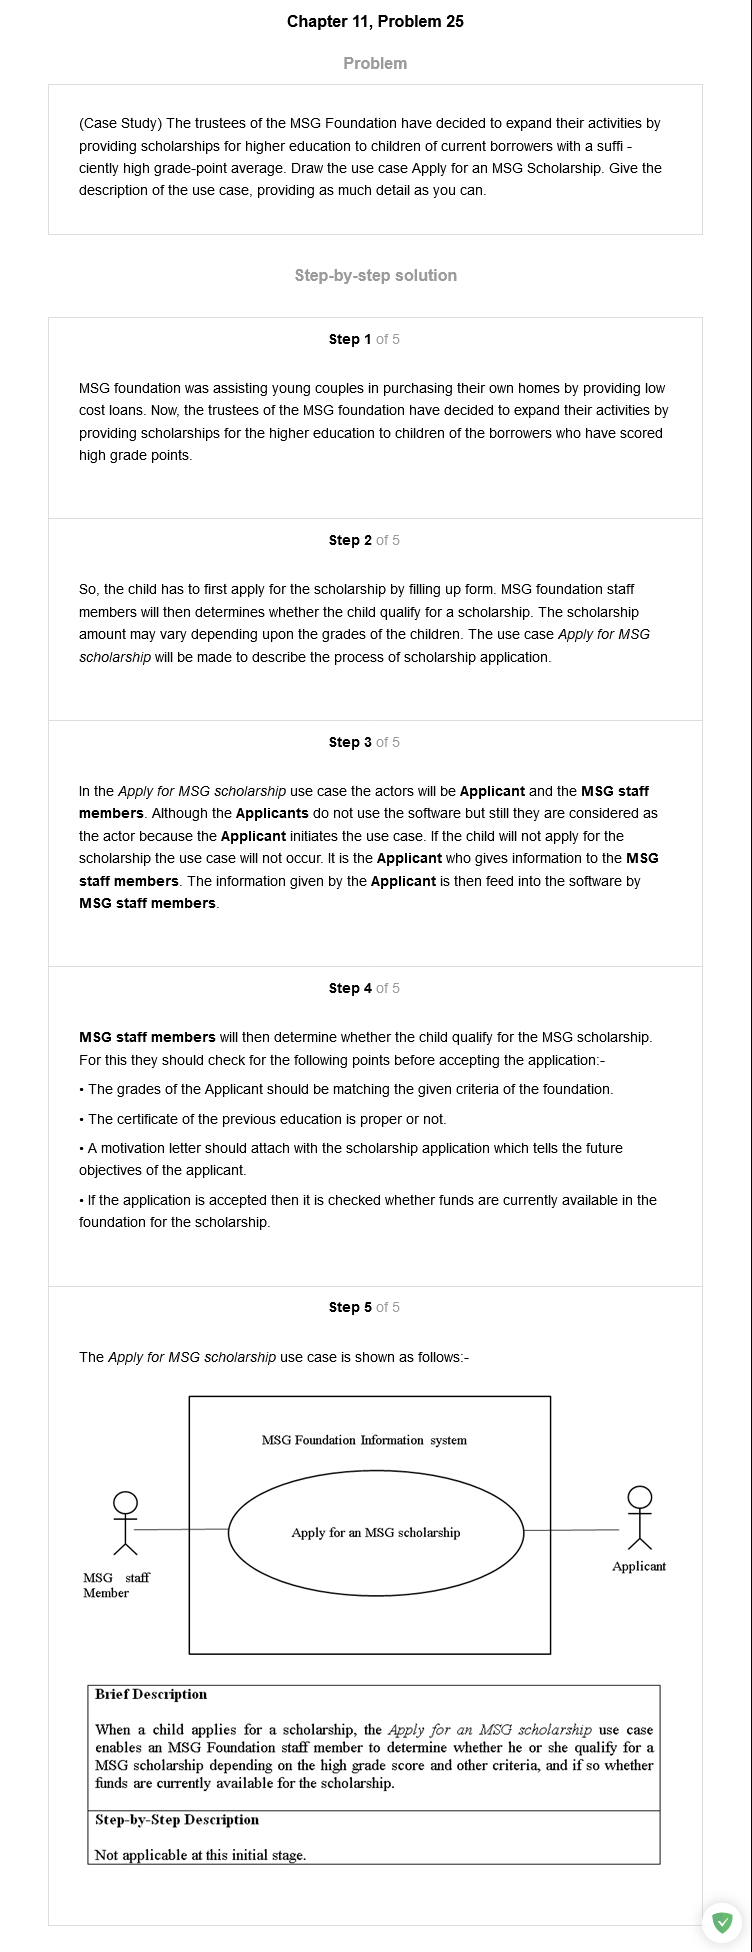 Chapter 11, Problem 25
Problem
(Case Study) The trustees of the MSG Foundation have decided to expand their activities by
providing scholarships for higher education to children of current borrowers with a suffi -
ciently high grade-point average. Draw the use case Apply for an MSG Scholarship. Give the
description of the use case, providing as much detail as you can.
Step-by-step solution
Step 1 of 5
MSG foundation was assisting young couples in purchasing their own homes by providing low
cost loans. Now, the trustees of the MSG foundation have decided to expand their activities by
providing scholarships for the higher education to children of the borrowers who have scored
high grade points.
Step 2 of 5
So, the child has to first apply for the scholarship by filling up form. MSG foundation staff
members will then determines whether the child qualify for a scholarship. The scholarship
amount may vary depending upon the grades of the children. The use case Apply for MSG
scholarship will be made to describe the process of scholarship application.
Step 3 of 5
In the Apply for MSG scholarship use case the actors will be Applicant and the MSG staff
members. Although the Applicants do not use the software but still they are considered as
the actor because the Applicant initiates the use case. If the child will not apply for the
scholarship the use case will not occur. It is the Applicant who gives information to the MSG
staff members. The information given by the Applicant is then feed into the software by
MSG staff members.
Step 4 of 5
MSG staff members will then determine whether the child qualify for the MSG scholarship.
For this they should check for the following points before accepting the application:-
• The grades of the Applicant should be matching the given criteria of the foundation.
• The certificate of the previous education is proper or not.
• A motivation letter should attach with the scholarship application which tells the future
objectives of the applicant.
• If the application is accepted then it is checked whether funds are currently available in the
foundation for the scholarship.
Step 5 of 5
The Apply for MSG scholarship use case is shown as follows:-
MSG Foundation Information system
Apply for an MSG scholarship
MSG staff
Member
Applicant
Brief Description
When a child applies for a scholarship, the Apply for an MSG scholarship use case
enables an MSG Foundation staff member to determine whether he or she qualify for a
MSG scholarship depending on the high grade score and other criteria, and if so whether
funds are currently available for the scholarship.
Step-by-Step Description
Not applicable at this initial stage.